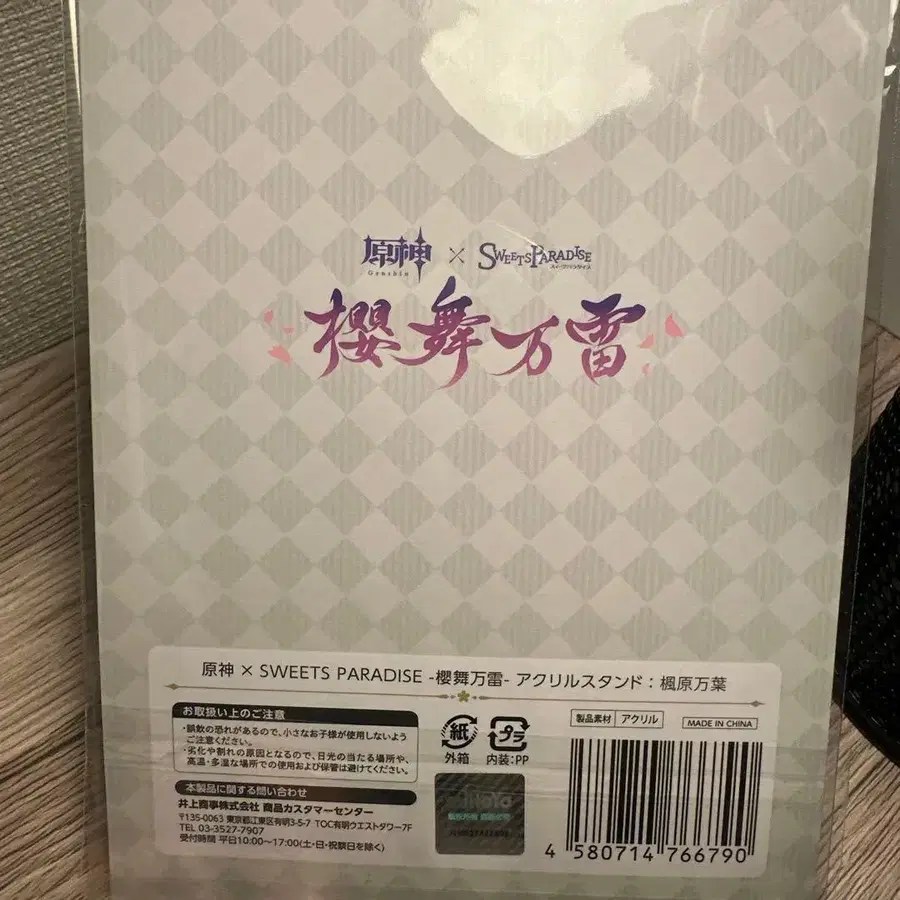 原神 × SWEETS PARADISE
Genshin スイーツパラダイス
櫻舞万雷
原神 × SWEETS PARADISE -櫻舞万雷- アクリルスタンド：楓原万葉
お取扱い上のご注意
・誤飲の恐れがあるので、小さなお子様が使用しないよう
ご注意ください。
・劣化や割れの原因となるので、日光の当たる場所や、
高温・多湿な場所での使用および保管は避けてください。
本製品に関する問い合わせ
井上商事株式会社 商品カスタマーセンター
〒135-0063 東京都江東区有明3-5-7 TOC有明ウエストタワー7F
TEL 03-3527-7907
受付時間 平日10:00〜17:00(土・日・祝祭日を除く)
紙 プラ
外箱 内装:PP
製品素材 アクリル MADE IN CHINA
4 580714 766790